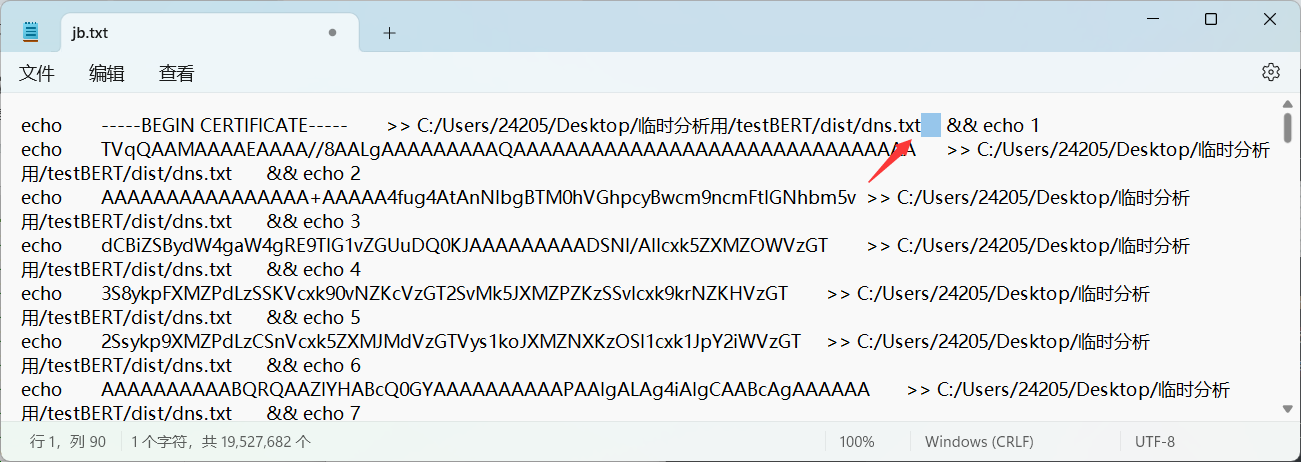 jb.txt
文件 编辑 查看
echo -----BEGIN CERTIFICATE----- >> C:/Users/24205/Desktop/临时分析用/testBERT/dist/dns.txt && echo 1
echo TVqQAAMAAAAEAAAA//8AALgAAAAAAAAAQAAAAAAAAAAAAAAAAAAAAAAAAAAAAAAA >> C:/Users/24205/Desktop/临时分析
用/testBERT/dist/dns.txt && echo 2
echo AAAAAAAAAAAAAAAA+AAAAA4fug4AtAnNIbgBTM0hVGhpcyBwcm9ncmFtIGNhbm5v >> C:/Users/24205/Desktop/临时分析
用/testBERT/dist/dns.txt && echo 3
echo dCBiZSBydW4gaW4gRE9TIG1vZGUuDQ0KJAAAAAAAAADSNI/AlIcxk5ZXMZOWVzGT >> C:/Users/24205/Desktop/临时分析
用/testBERT/dist/dns.txt && echo 4
echo 3S8ykpFXMZPdLzSSKVcxk90vNZKcVzGT2SvMk5JXMZPZKzSSvlcxk9krNZKHVzGT >> C:/Users/24205/Desktop/临时分析
用/testBERT/dist/dns.txt && echo 5
echo 2Ssykp9XMZPdLzCSnVcxk5ZXMJMdVzGTVys1koJXMZNXKzOSl1cxk1JpY2iWVzGT >> C:/Users/24205/Desktop/临时分析
用/testBERT/dist/dns.txt && echo 6
echo AAAAAAAAAABQRQAAZIYHABcQ0GYAAAAAAAAAAPAAIgALAg4iAIgCAABcAgAAAAAA >> C:/Users/24205/Desktop/临时分析
用/testBERT/dist/dns.txt && echo 7
行 1，列 90 1 个字符，共 19,527,682 个 100% Windows (CRLF) UTF-8